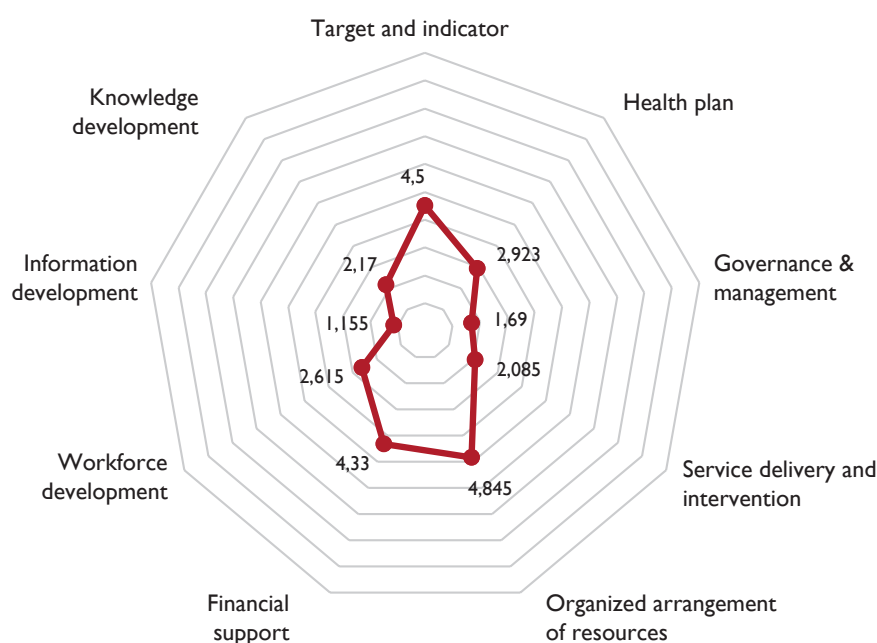 Target and indicator
Knowledge
development
Health plan
4,5
2,923
2,17
Information
development
Governance &
management
1,155
1,69
2,085
2,615
Workforce
development
4,33
4,845
Service delivery and
intervention
Financial
support
Organized arrangement
of resources